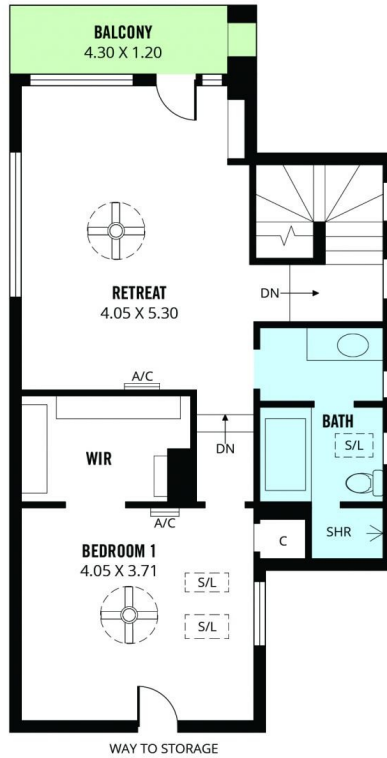 BALCONY
4.30 X 1.20
RETREAT
4.05 X 5.30
DN
A/C
BATH
S/L
WIR
DN
A/C
SHR
C
BEDROOM 1
4.05 X 3.71
S/L
S/L
WAY TO STORAGE